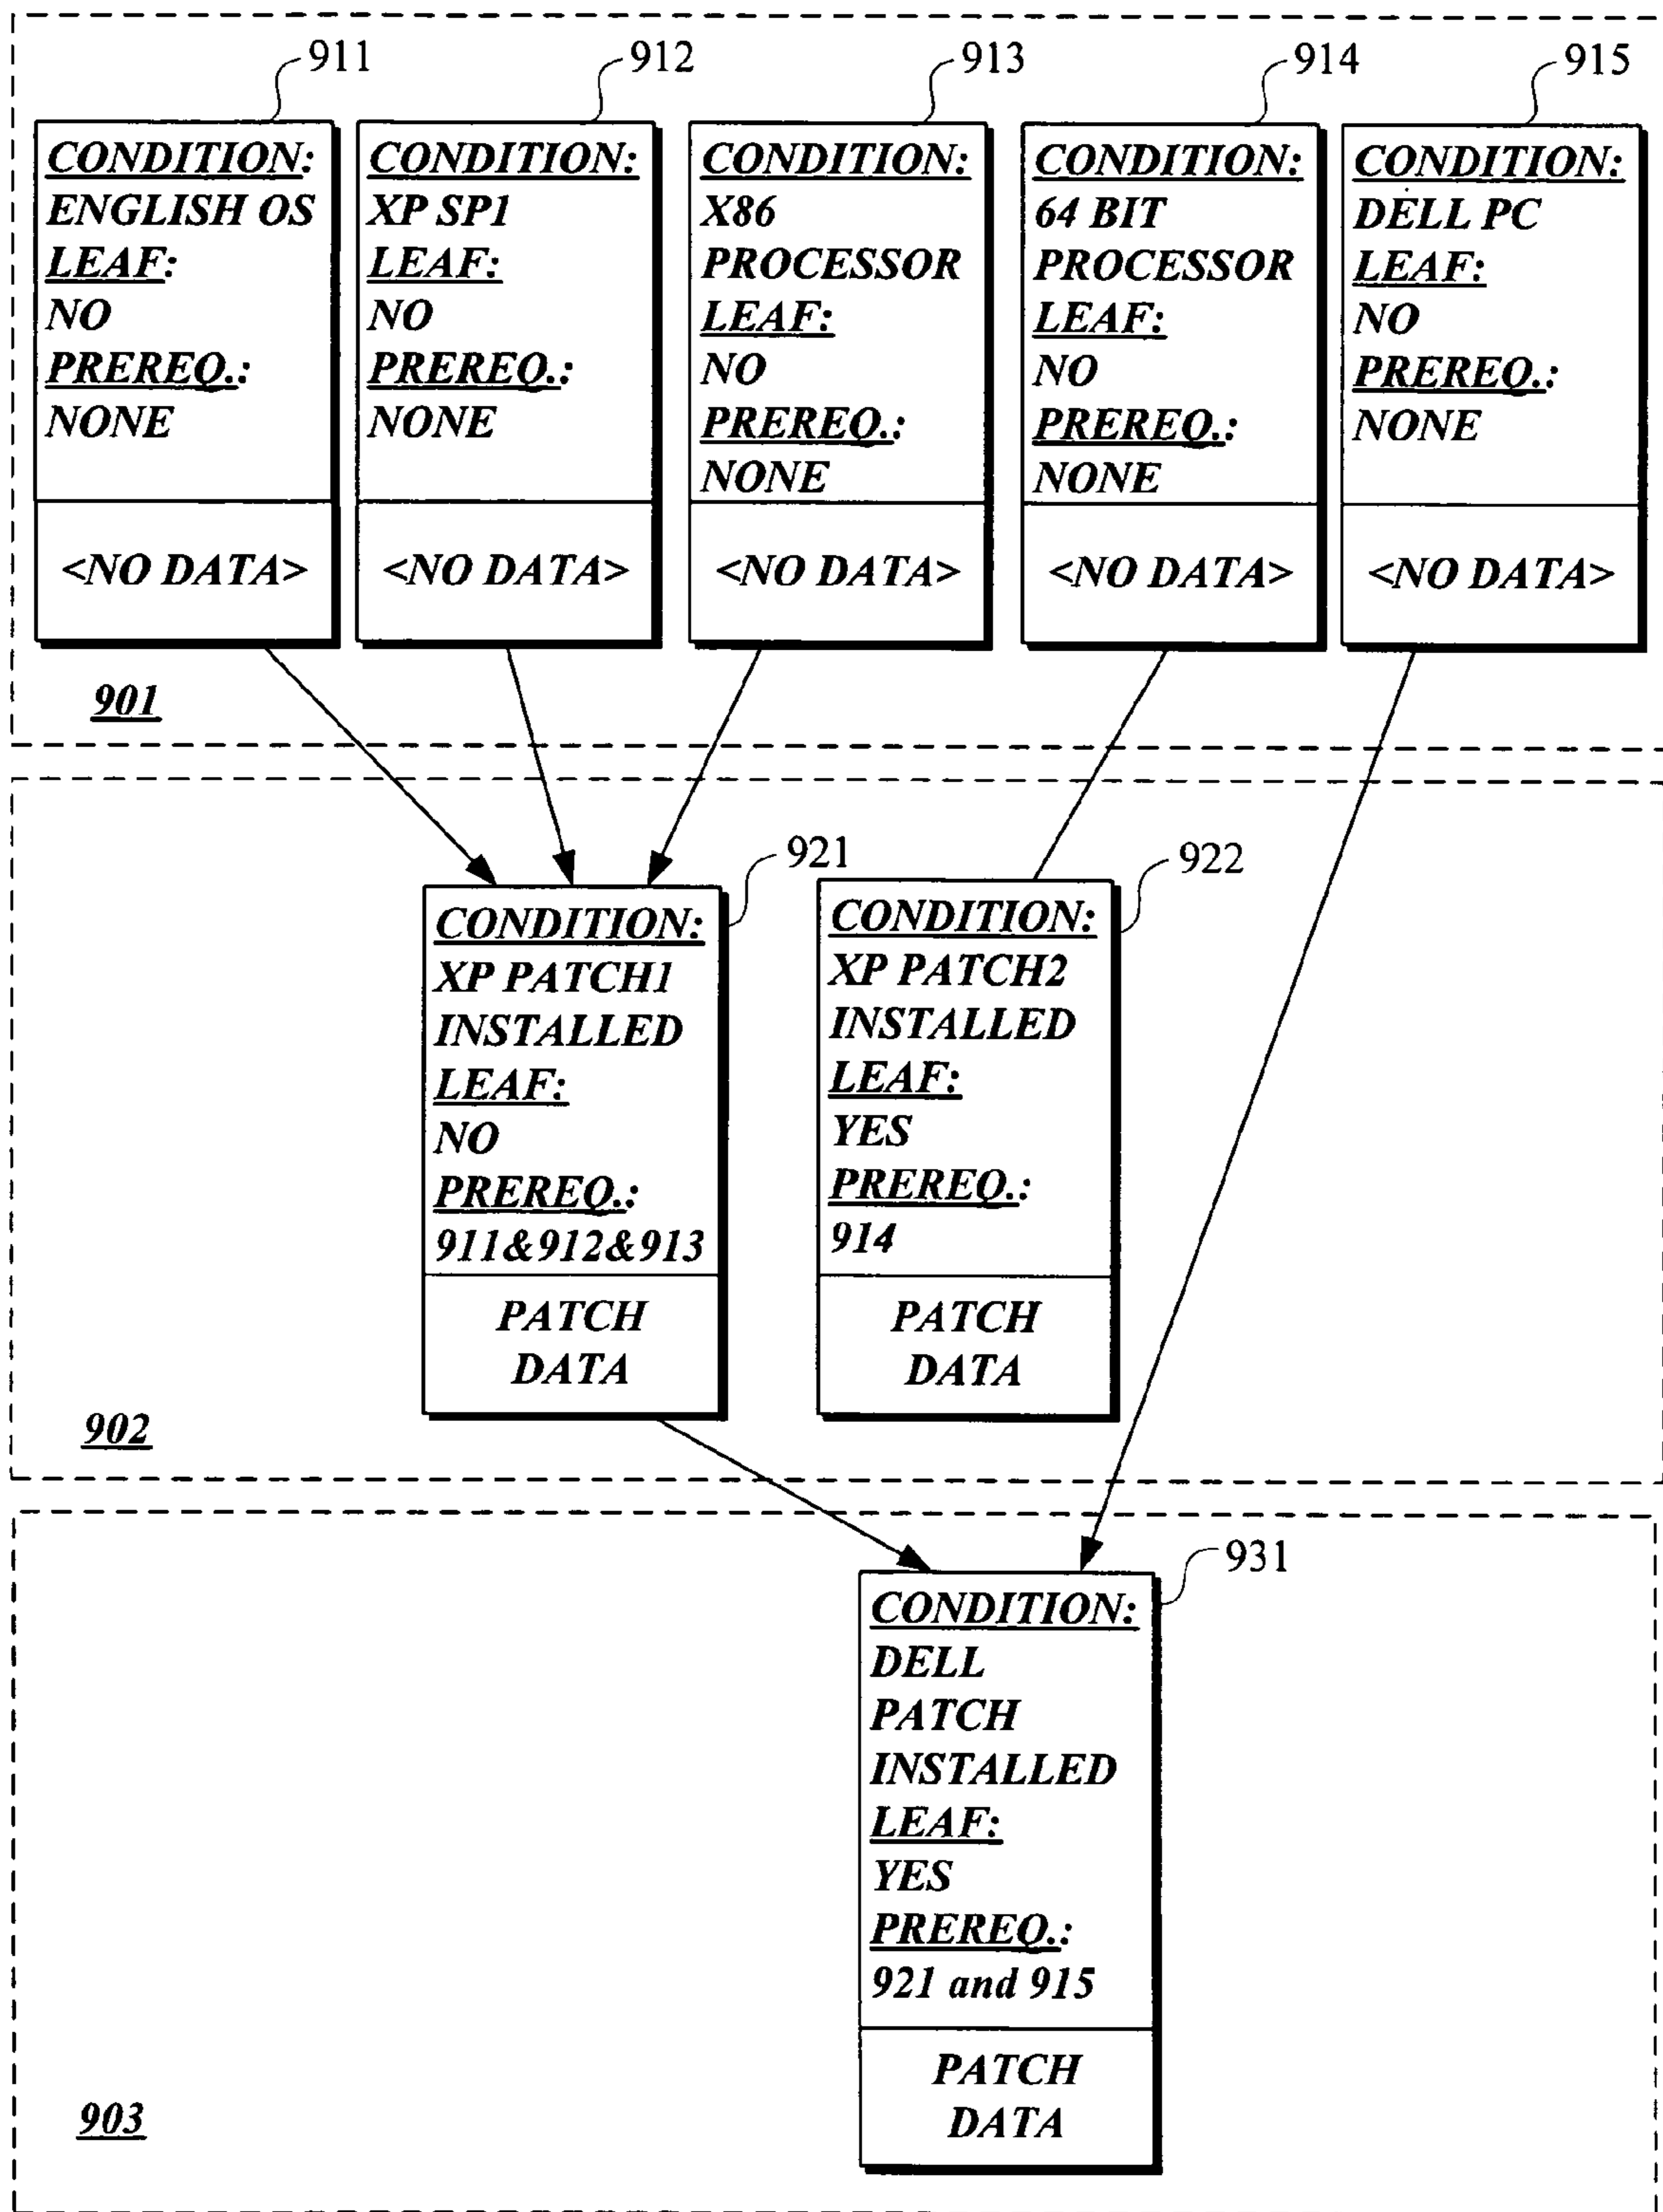 911
912
913
914
915
CONDITION:
ENGLISH OS
LEAF:
NO
PREREQ.:
NONE
<NO DATA>
CONDITION:
XP SP1
LEAF:
NO
PREREQ.:
NONE
<NO DATA>
CONDITION:
X86
PROCESSOR
LEAF:
NO
PREREQ.:
NONE
<NO DATA>
CONDITION:
64 BIT
PROCESSOR
LEAF:
NO
PREREQ.:
NONE
<NO DATA>
CONDITION:
DELL PC
LEAF:
NO
PREREQ.:
NONE
<NO DATA>
901
921
922
CONDITION:
XP PATCH1
INSTALLED
LEAF:
NO
PREREQ.:
911&912&913
PATCH
DATA
CONDITION:
XP PATCH2
INSTALLED
LEAF:
YES
PREREQ.:
914
PATCH
DATA
902
931
CONDITION:
DELL
PATCH
INSTALLED
LEAF:
YES
PREREQ.:
921 and 915
PATCH
DATA
903